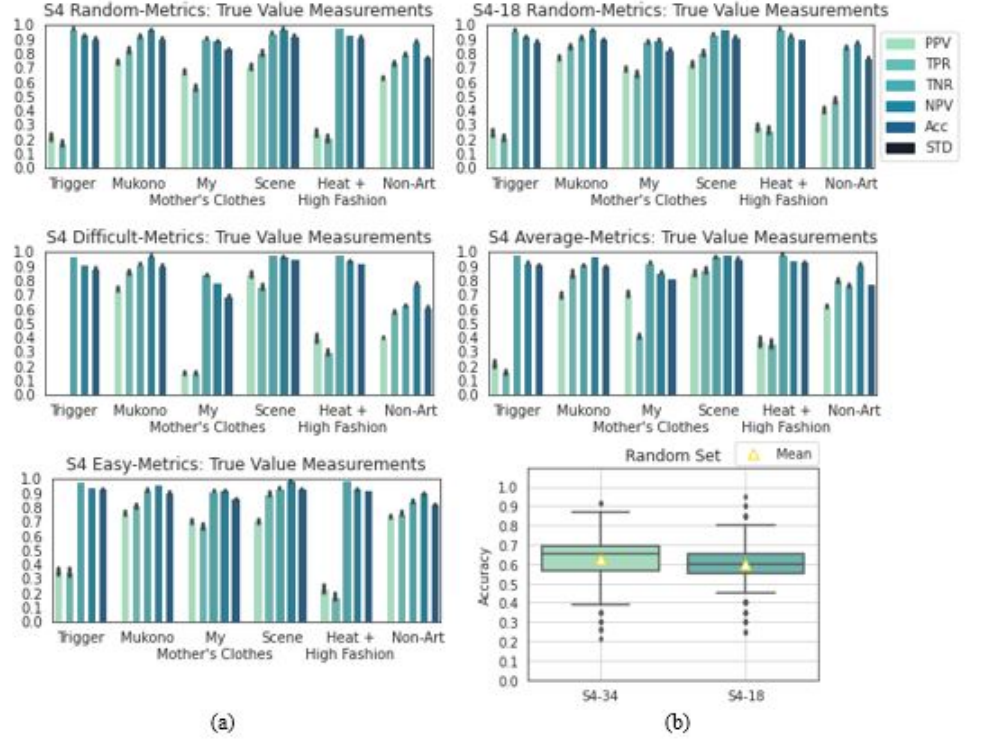 S4 Random-Metrics: True Value Measurements
1.0
0.9
0.8
0.7
0.6
0.5
0.4
0.3
0.2
0.1
0.0
Trigger Mukono My Scene Heat + Non-Art
Mother's Clothes High Fashion
S4-18 Random-Metrics: True Value Measurements
1.0
0.9
0.8
0.7
0.6
0.5
0.4
0.3
0.2
0.1
0.0
Trigger Mukono My Scene Heat + Non-Art
Mother's Clothes High Fashion
PPV
TPR
TNR
NPV
Acc
STD
S4 Difficult-Metrics: True Value Measurements
1.0
0.9
0.8
0.7
0.6
0.5
0.4
0.3
0.2
0.1
0.0
Trigger Mukono My Scene Heat + Non-Art
Mother's Clothes High Fashion
S4 Average-Metrics: True Value Measurements
1.0
0.9
0.8
0.7
0.6
0.5
0.4
0.3
0.2
0.1
0.0
Trigger Mukono My Scene Heat + Non-Art
Mother's Clothes High Fashion
S4 Easy-Metrics: True Value Measurements
1.0
0.9
0.8
0.7
0.6
0.5
0.4
0.3
0.2
0.1
0.0
Trigger Mukono My Scene Heat + Non-Art
Mother's Clothes High Fashion
Random Set
Mean
Accuracy
1.0
0.9
0.8
0.7
0.6
0.5
0.4
0.3
0.2
0.1
0.0
S4-34 S4-18
(a) (b)